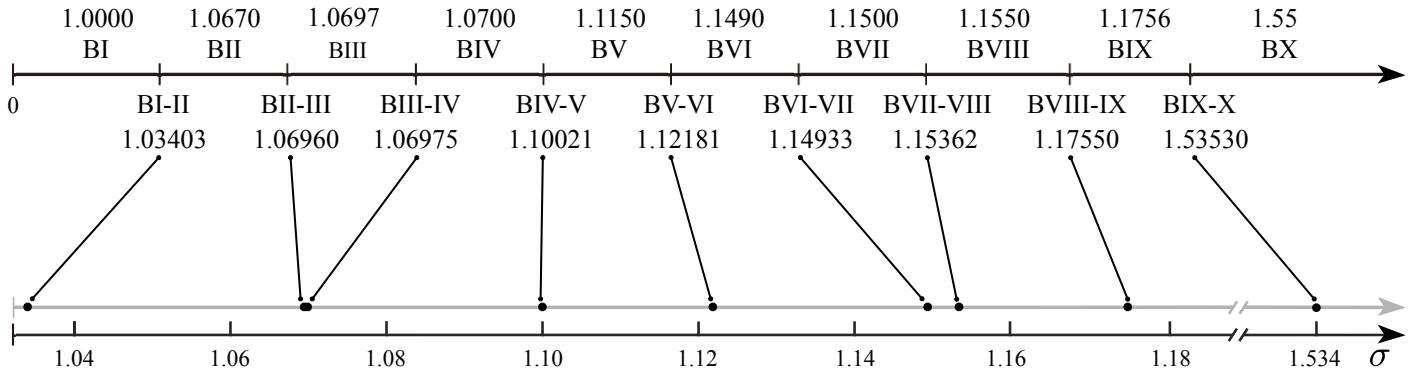 1.0000 1.0670 1.0697 1.0700 1.1150 1.1490 1.1500 1.1550 1.1756 1.55
BI BII BIII BIV BV BVI BVII BVIII BIX BX
0 BI-II BII-III BIII-IV BIV-V BV-VI BVI-VII BVII-VIII BVIII-IX BIX-X
1.03403 1.06960 1.06975 1.10021 1.12181 1.14933 1.15362 1.17550 1.53530
1.04 1.06 1.08 1.10 1.12 1.14 1.16 1.18 1.534 σ